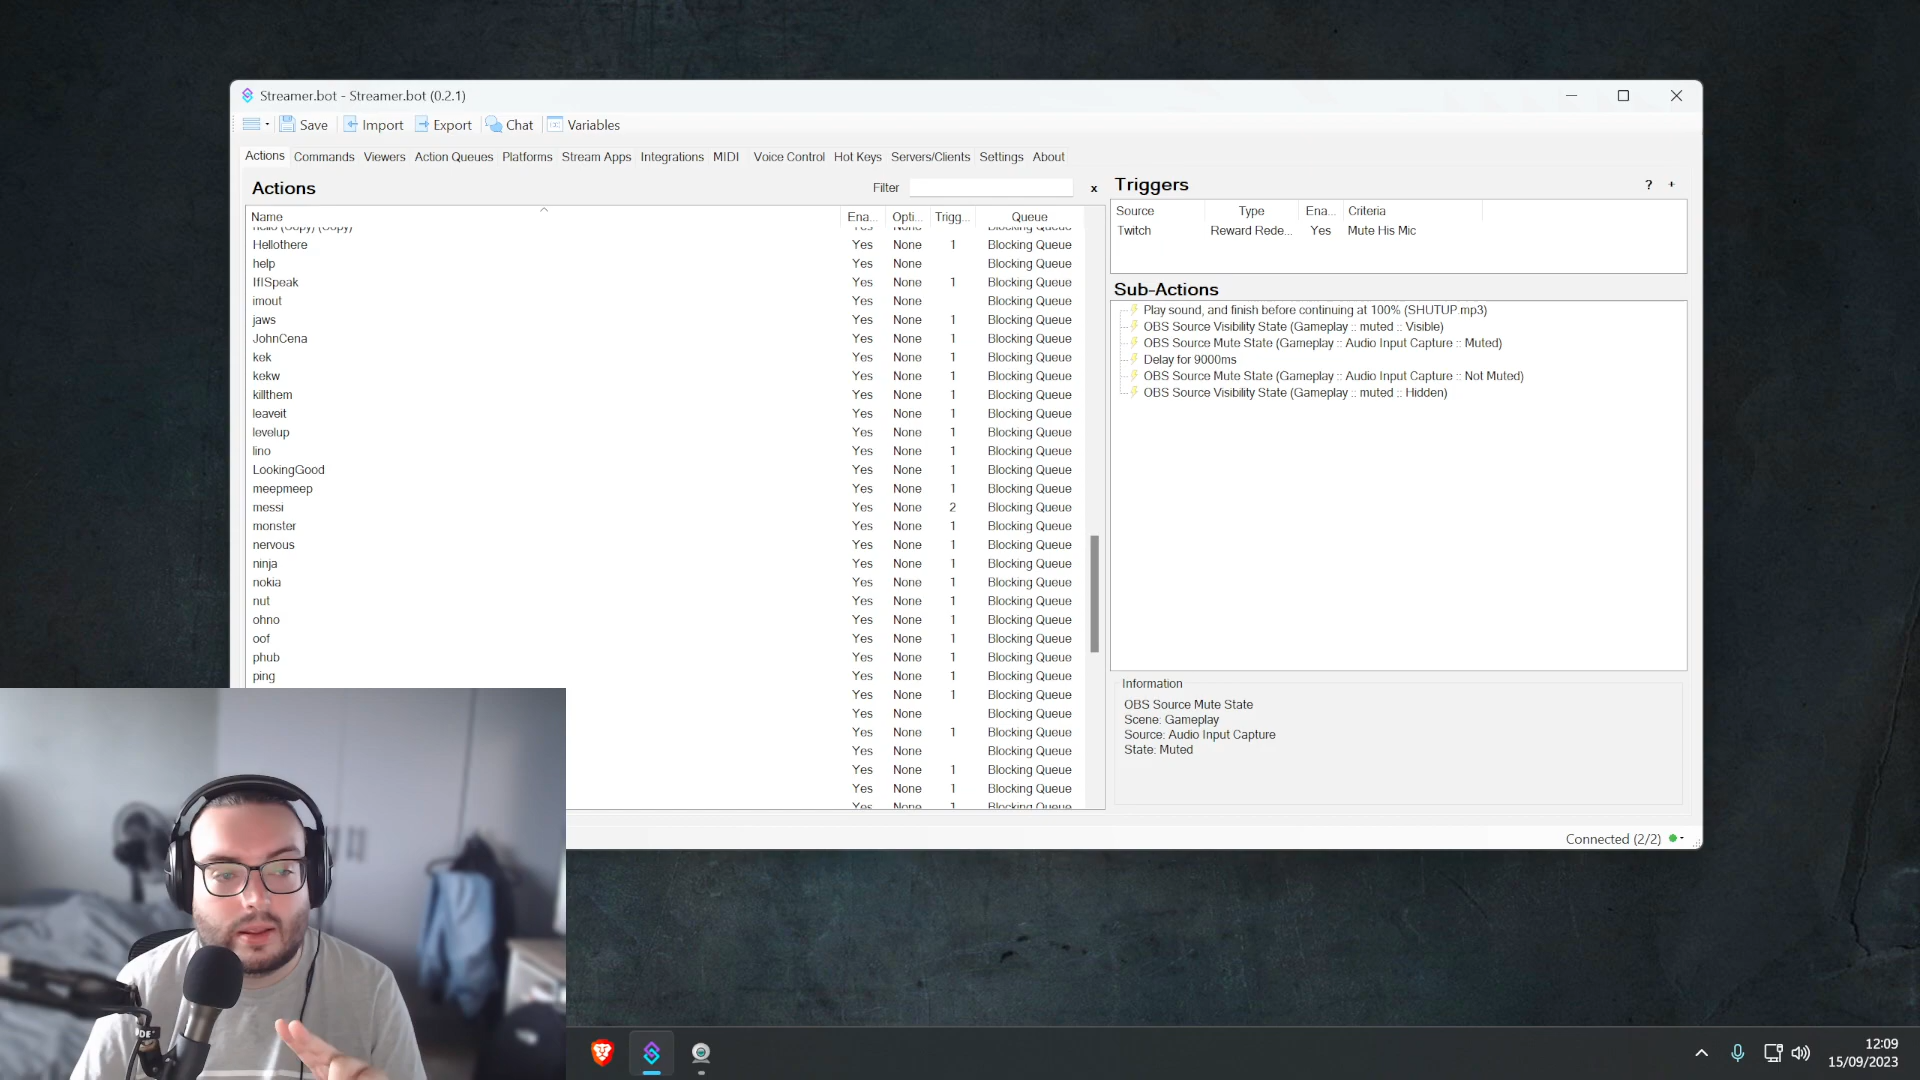 Streamer.bot - Streamer.bot (0.2.1)
Save Import Export Chat Variables
Actions Commands Viewers Action Queues Platforms Stream Apps Integrations MIDI Voice Control Hot Keys Servers/Clients Settings About
Actions Filter x
Name Ena... Opti... Trigg... Queue
hello (Copy) (Copy) Yes None Blocking Queue
Hellothere Yes None 1 Blocking Queue
help Yes None Blocking Queue
IfISpeak Yes None 1 Blocking Queue
imout Yes None Blocking Queue
jaws Yes None 1 Blocking Queue
JohnCena Yes None 1 Blocking Queue
kek Yes None 1 Blocking Queue
kekw Yes None 1 Blocking Queue
killthem Yes None 1 Blocking Queue
leaveit Yes None 1 Blocking Queue
levelup Yes None 1 Blocking Queue
lino Yes None 1 Blocking Queue
LookingGood Yes None 1 Blocking Queue
meepmeep Yes None 1 Blocking Queue
messi Yes None 2 Blocking Queue
monster Yes None 1 Blocking Queue
nervous Yes None 1 Blocking Queue
ninja Yes None 1 Blocking Queue
nokia Yes None 1 Blocking Queue
nut Yes None 1 Blocking Queue
ohno Yes None 1 Blocking Queue
oof Yes None 1 Blocking Queue
phub Yes None 1 Blocking Queue
ping Yes None 1 Blocking Queue
Yes None 1 Blocking Queue
Yes None Blocking Queue
Yes None 1 Blocking Queue
Yes None Blocking Queue
Yes None 1 Blocking Queue
Yes None 1 Blocking Queue
Yes None 1 Blocking Queue
Triggers ? +
Source Type Ena... Criteria
Twitch Reward Rede... Yes Mute His Mic
Sub-Actions
Play sound, and finish before continuing at 100% (SHUTUP.mp3)
OBS Source Visibility State (Gameplay :: muted :: Visible)
OBS Source Mute State (Gameplay :: Audio Input Capture :: Muted)
Delay for 9000ms
OBS Source Mute State (Gameplay :: Audio Input Capture :: Not Muted)
OBS Source Visibility State (Gameplay :: muted :: Hidden)
Information
OBS Source Mute State
Scene: Gameplay
Source: Audio Input Capture
State: Muted
Connected (2/2)
12:09
15/09/2023